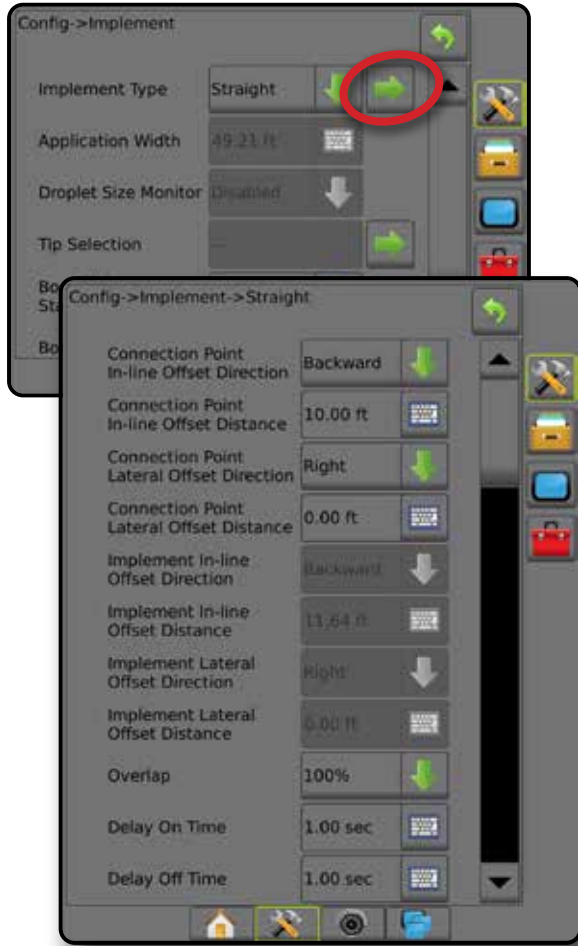 Config->Implement
Implement Type
Straight
Application Width
49.21 ft
Droplet Size Monitor
Disabled
Tip Selection
---
Config->Implement->Straight
Connection Point
In-line Offset Direction
Backward
Connection Point
In-line Offset Distance
10.00 ft
Connection Point
Lateral Offset Direction
Right
Connection Point
Lateral Offset Distance
0.00 ft
Implement In-line
Offset Direction
Backward
Implement In-line
Offset Distance
11.64 ft
Implement Lateral
Offset Direction
Right
Implement Lateral
Offset Distance
0.00 ft
Overlap
100%
Delay On Time
1.00 sec
Delay Off Time
1.00 sec